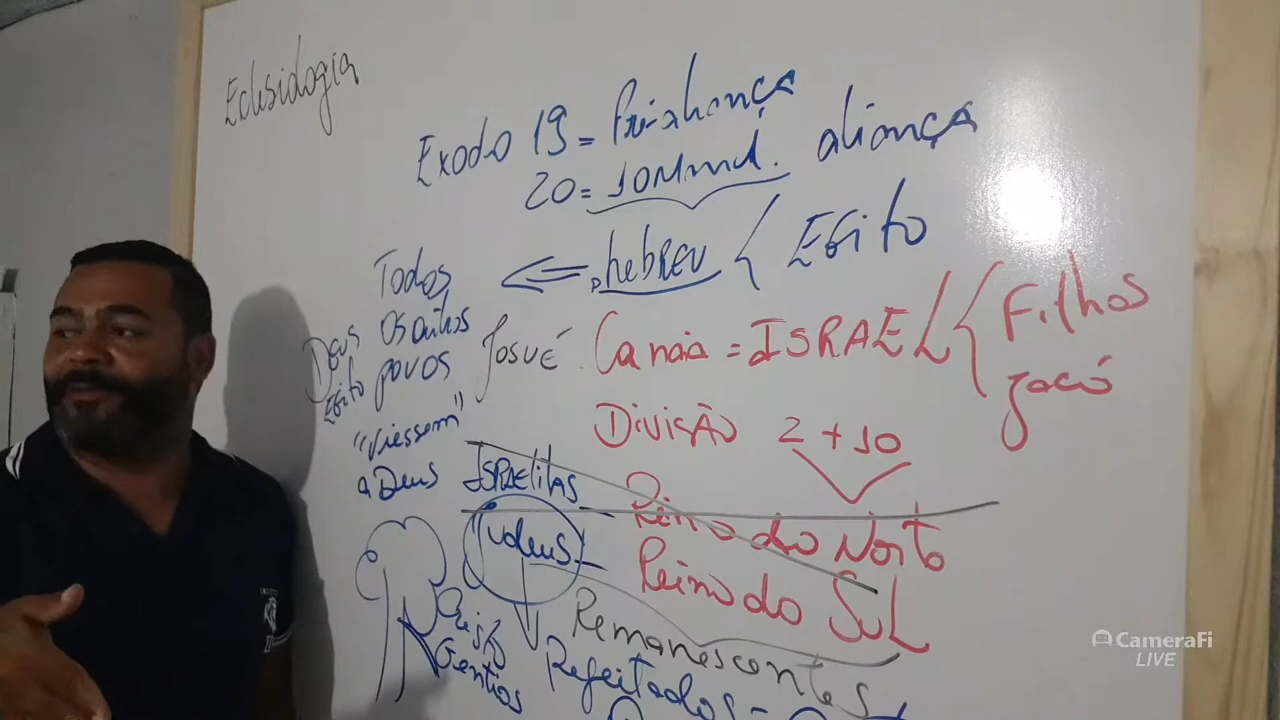 Eclesiologia
Exodo 19 = Pré-aliança
20 = 10 Mand. aliança
hebreu { Egito
Todos
Os outros
povos
"Viessem"
a Deus
Deus
Egito
Josué. Canaã = ISRAEL { Filhos
Jacó
Divisão 2 + 10
ISRAElitas - Reino do Norte
Judeus - Reino do Sul
Remanescentes
Rejeitados -
Gentios
CameraFi
LIVE